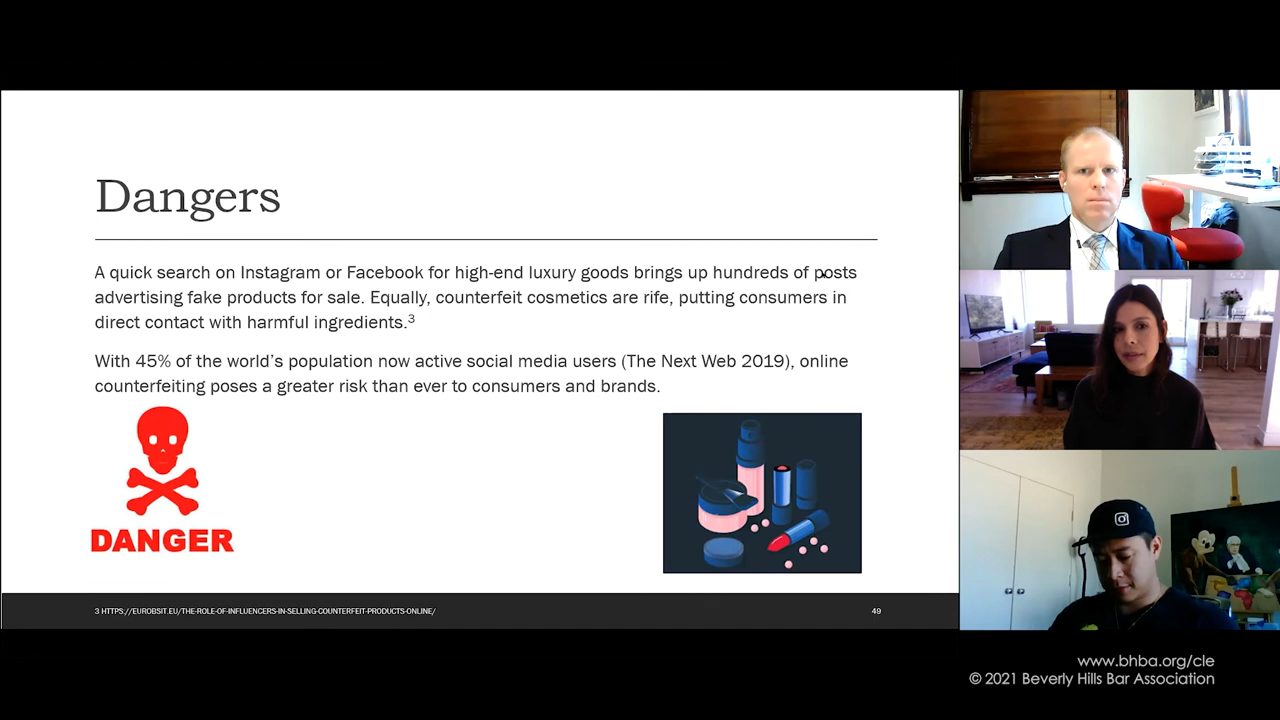 Dangers
A quick search on Instagram or Facebook for high-end luxury goods brings up hundreds of posts
advertising fake products for sale. Equally, counterfeit cosmetics are rife, putting consumers in
direct contact with harmful ingredients.3
With 45% of the world’s population now active social media users (The Next Web 2019), online
counterfeiting poses a greater risk than ever to consumers and brands.
DANGER
3 HTTPS://EUROBSIT.EU/THE-ROLE-OF-INFLUENCERS-IN-SELLING-COUNTERFEIT-PRODUCTS-ONLINE/
49
www.bhba.org/cle
© 2021 Beverly Hills Bar Association